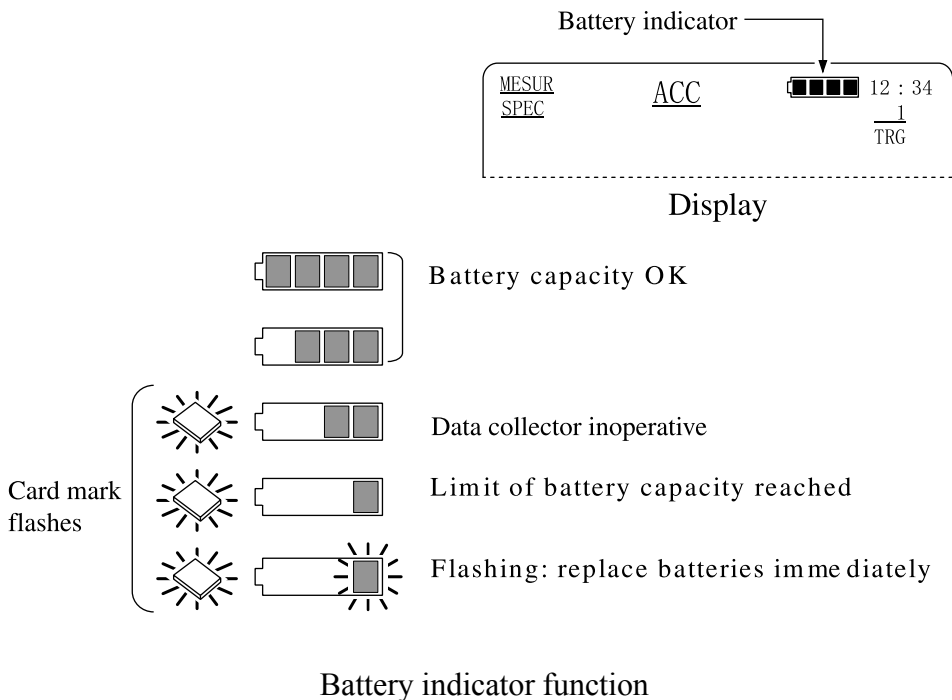 Battery indicator
MESUR ACC 12 : 34
SPEC 1
TRG
Display
Battery capacity OK
Data collector inoperative
Card mark
flashes
Limit of battery capacity reached
Flashing: replace batteries immediately
Battery indicator function